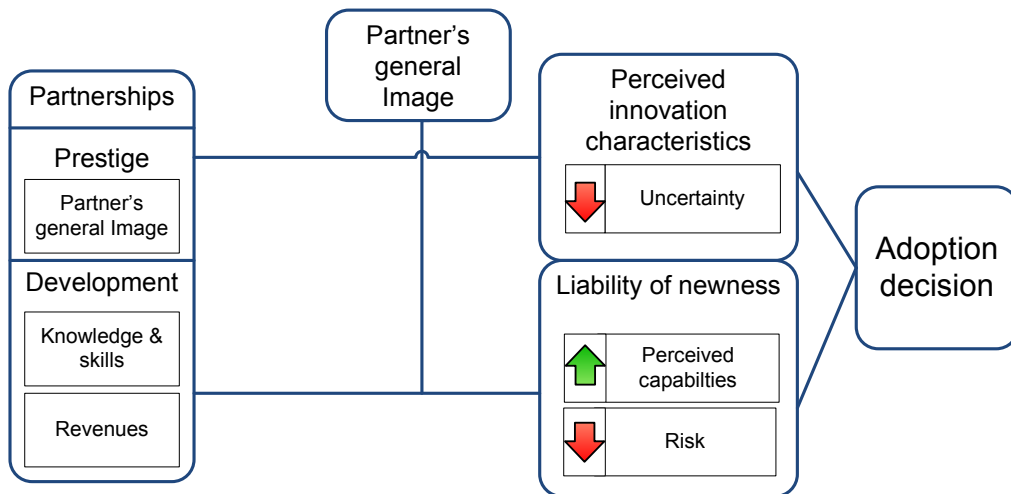 Partnerships
Prestige
Partner's
general Image
Development
Knowledge &
skills
Revenues
Partner's
general
Image
Perceived
innovation
characteristics
Uncertainty
Liability of newness
Perceived
capabilties
Risk
Adoption
decision